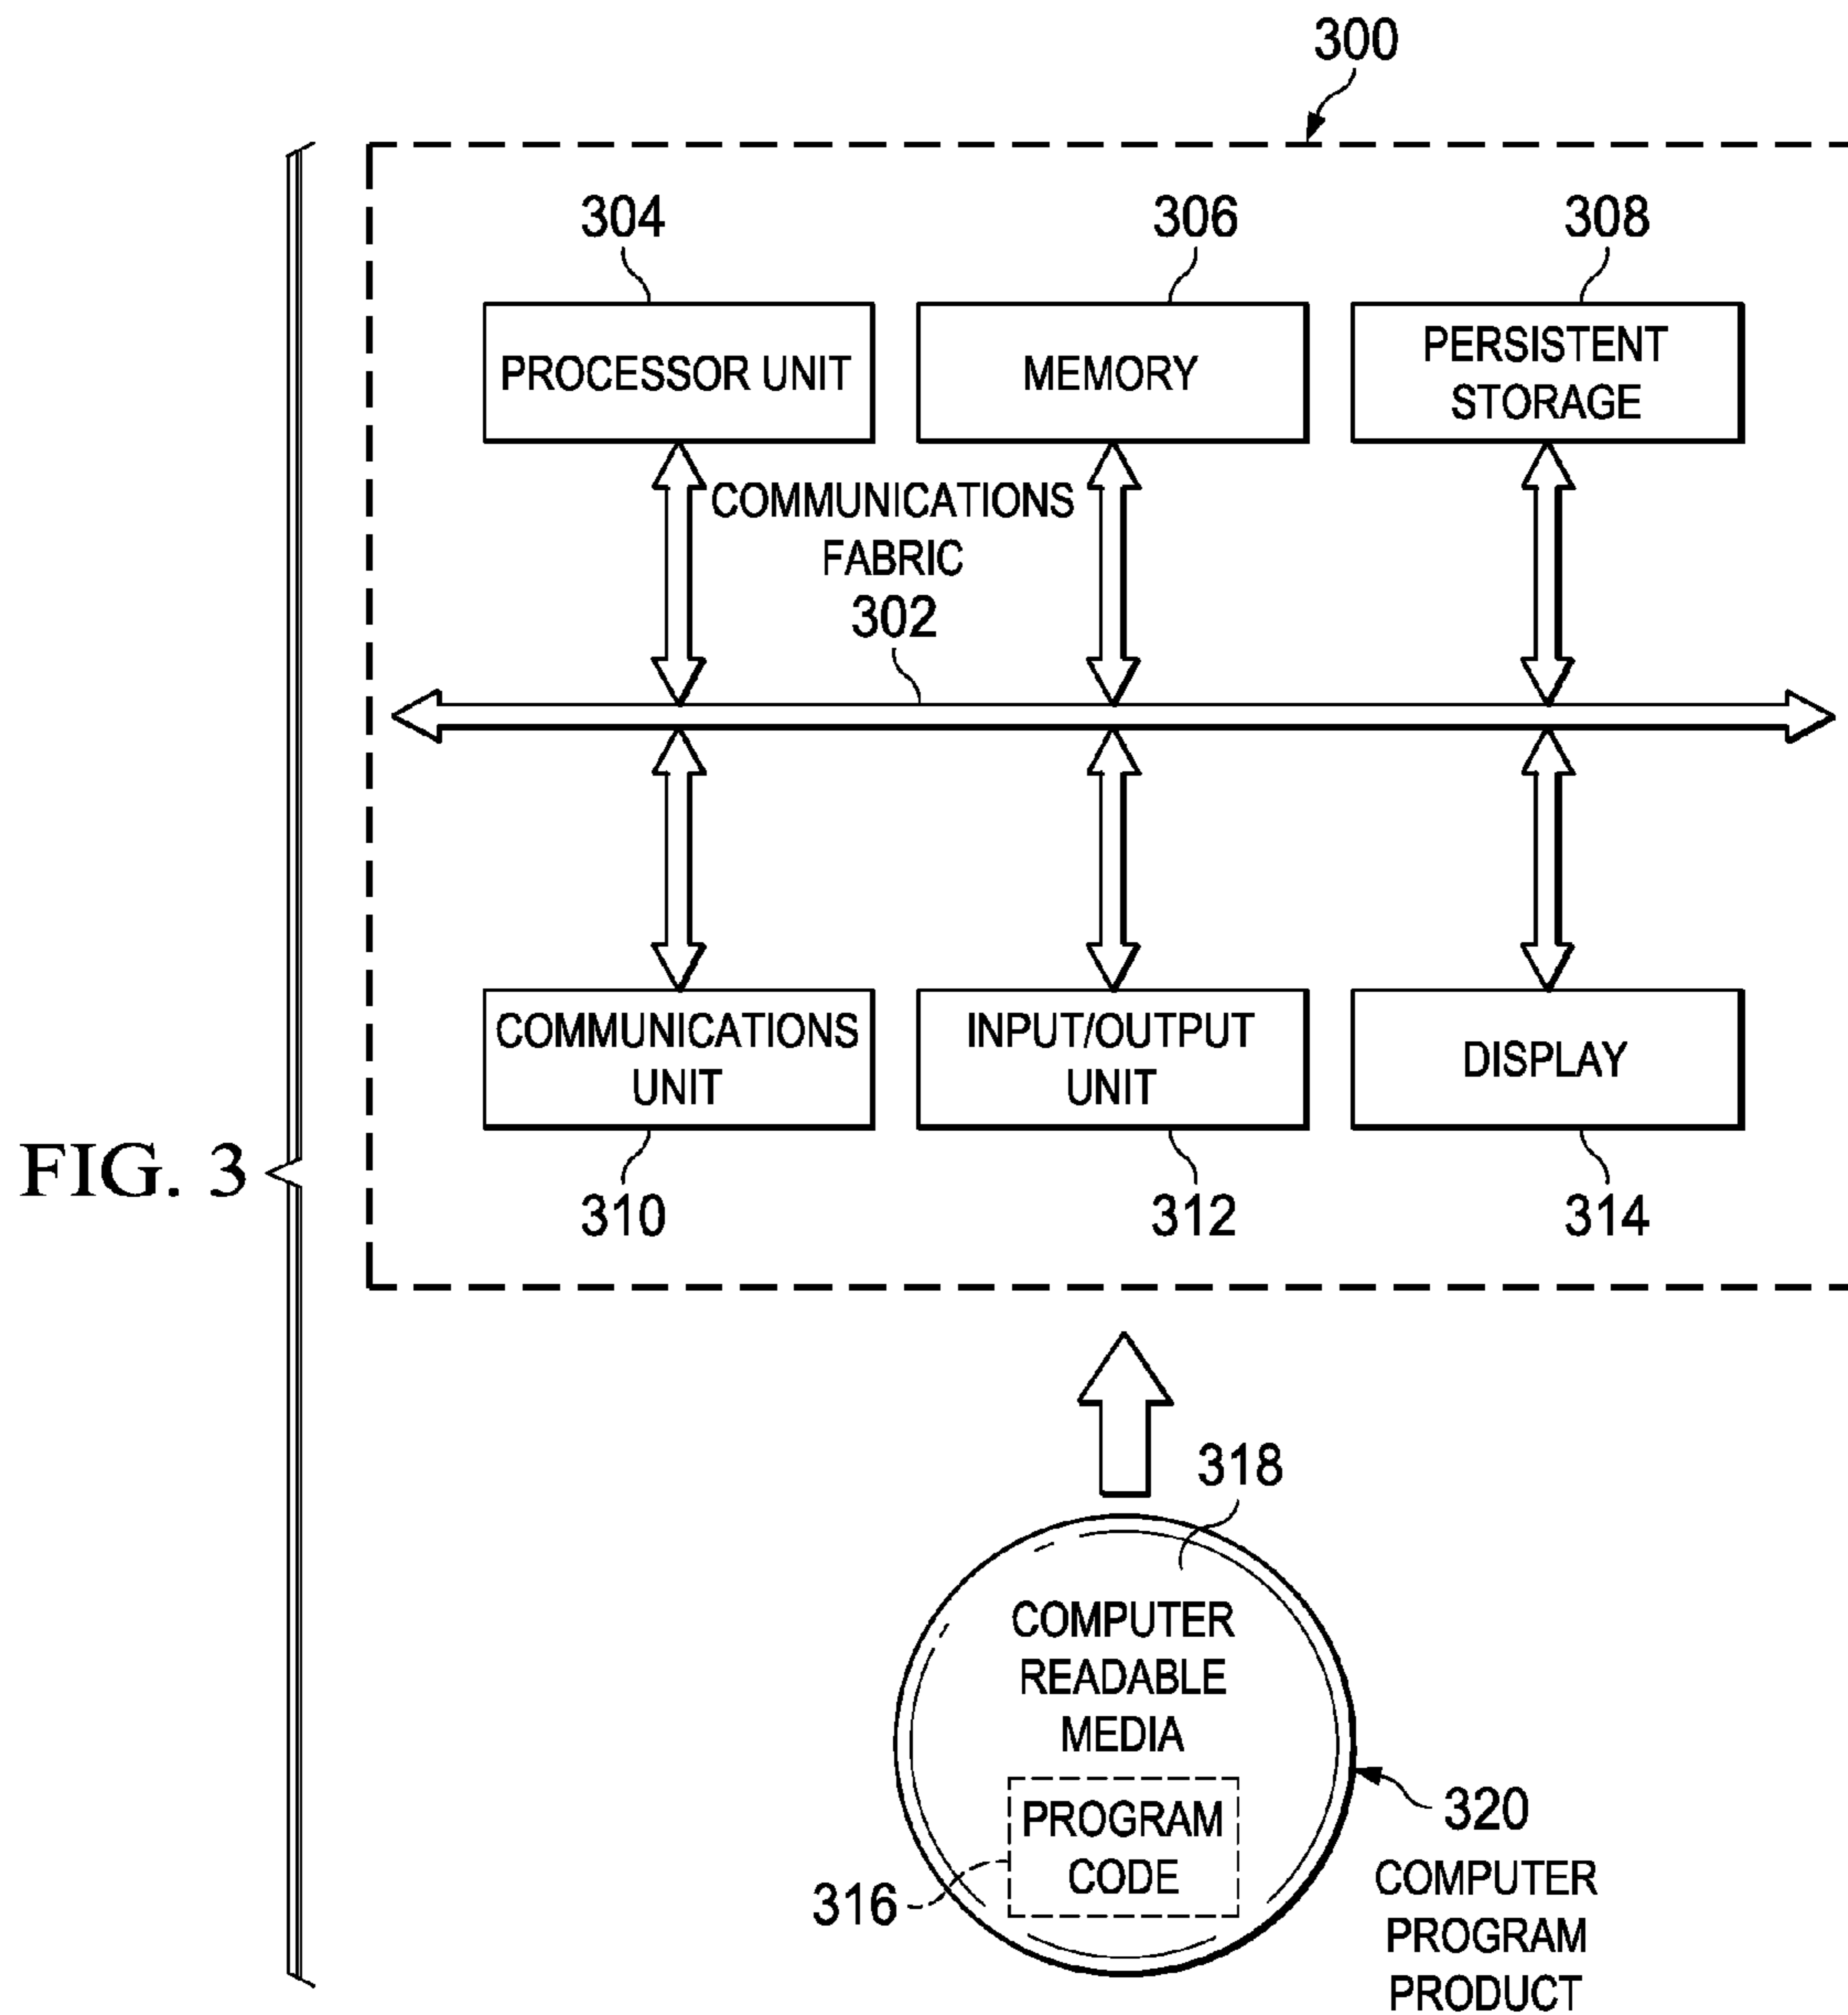 300
304
306
308
PROCESSOR UNIT
MEMORY
PERSISTENT
STORAGE
COMMUNICATIONS
FABRIC
302
COMMUNICATIONS
UNIT
INPUT/OUTPUT
UNIT
DISPLAY
FIG. 3
310
312
314
318
COMPUTER
READABLE
MEDIA
PROGRAM
CODE
316
320
COMPUTER
PROGRAM
PRODUCT